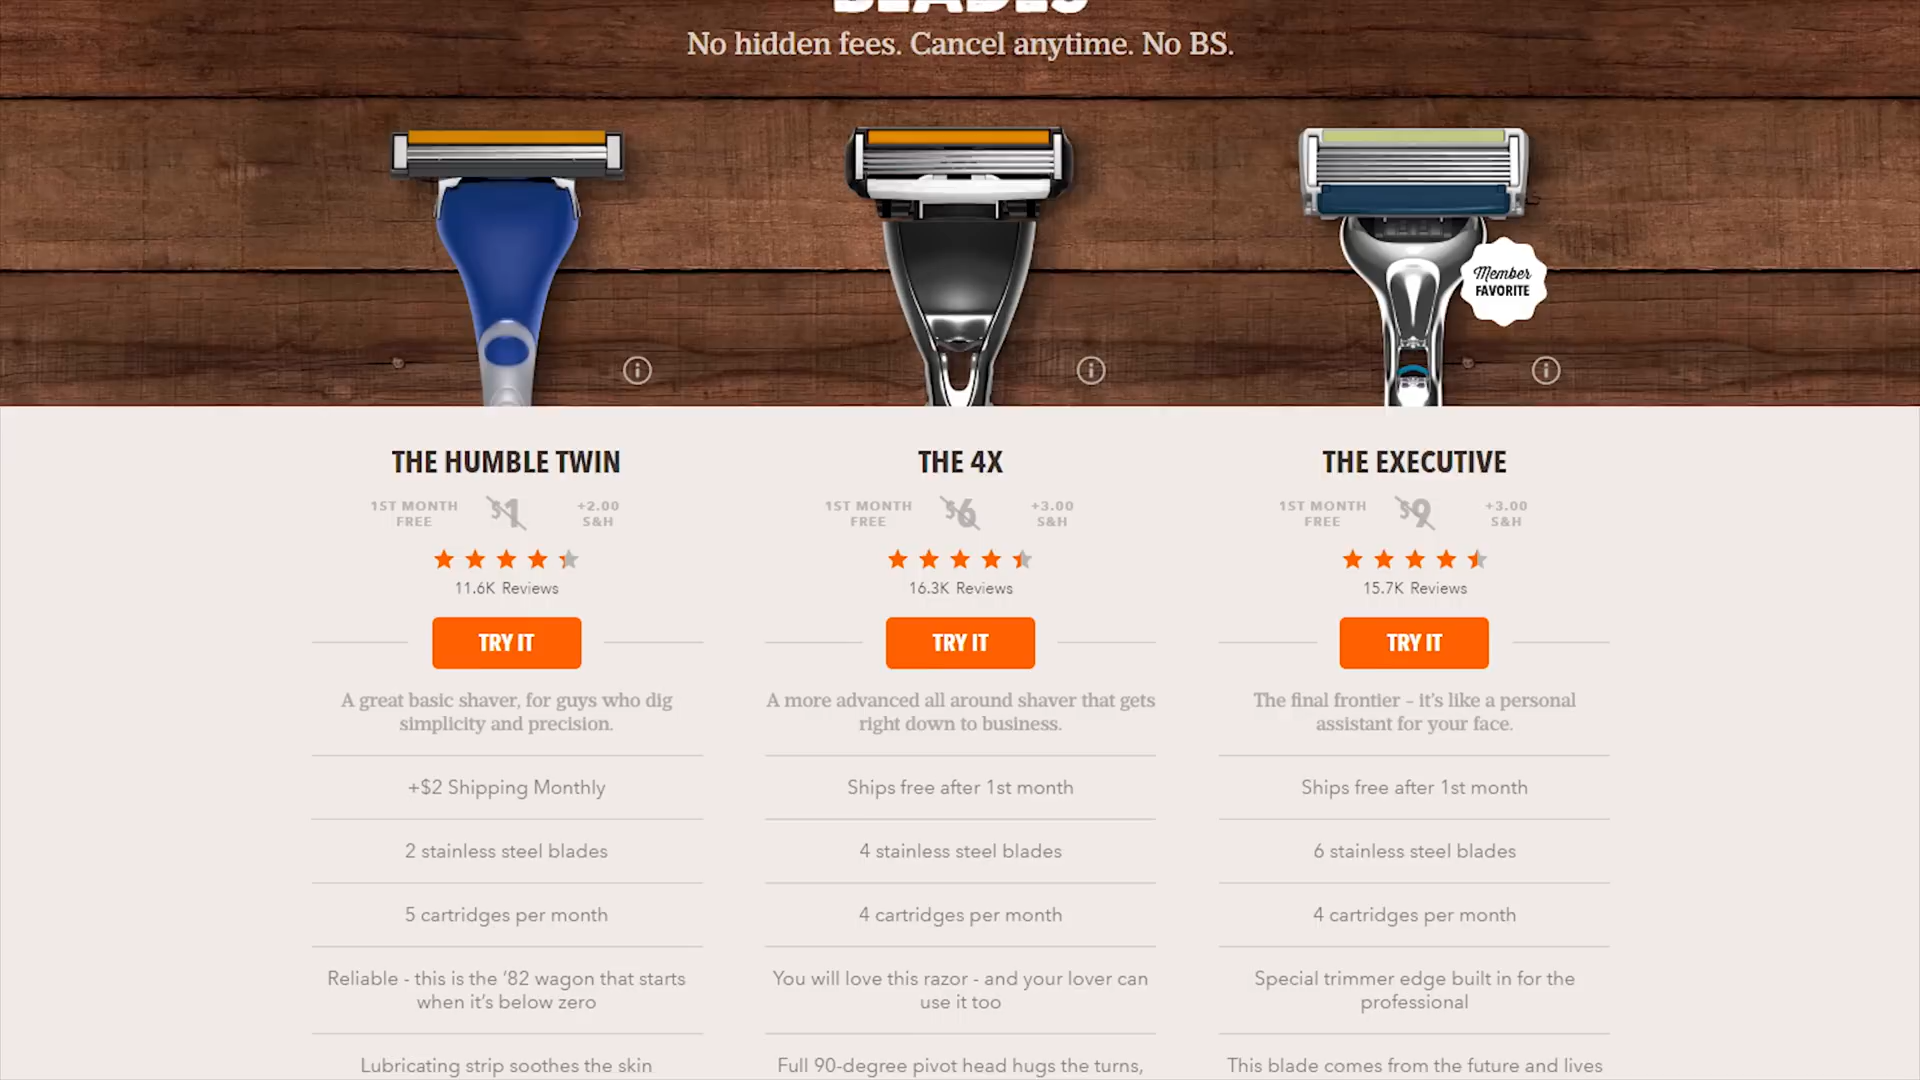 BLADES
No hidden fees. Cancel anytime. No BS.
Member
FAVORITE
THE HUMBLE TWIN
1ST MONTH
FREE
$1
+2.00
S&H
11.6K Reviews
TRY IT
A great basic shaver, for guys who dig
simplicity and precision.
+$2 Shipping Monthly
2 stainless steel blades
5 cartridges per month
Reliable - this is the ’82 wagon that starts
when it’s below zero
Lubricating strip soothes the skin
THE 4X
1ST MONTH
FREE
$6
+3.00
S&H
16.3K Reviews
TRY IT
A more advanced all around shaver that gets
right down to business.
Ships free after 1st month
4 stainless steel blades
4 cartridges per month
You will love this razor - and your lover can
use it too
Full 90-degree pivot head hugs the turns,
THE EXECUTIVE
1ST MONTH
FREE
$9
+3.00
S&H
15.7K Reviews
TRY IT
The final frontier – it’s like a personal
assistant for your face.
Ships free after 1st month
6 stainless steel blades
4 cartridges per month
Special trimmer edge built in for the
professional
This blade comes from the future and lives